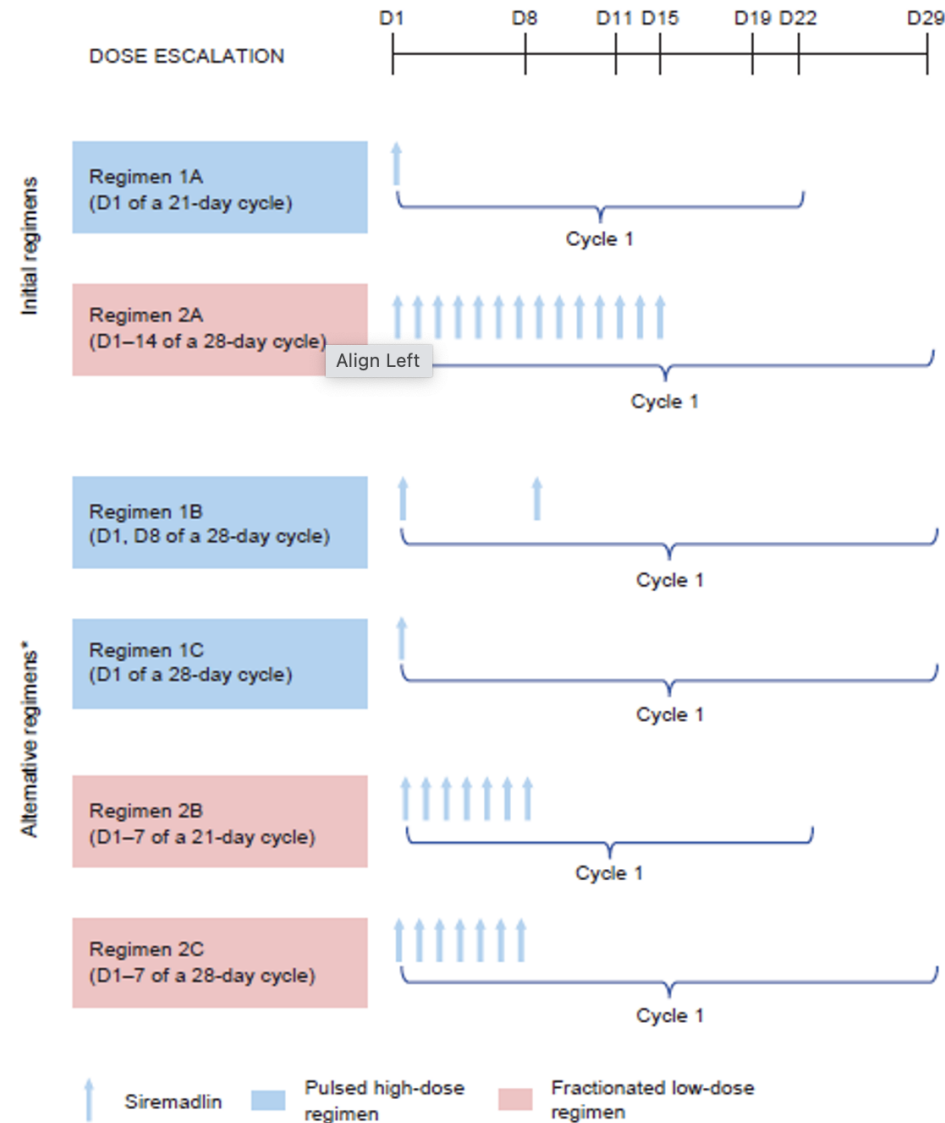 D1 D8 D11 D15 D19 D22 D29
DOSE ESCALATION
Initial regimens
Regimen 1A
(D1 of a 21-day cycle)
Cycle 1
Regimen 2A
(D1–14 of a 28-day cycle)
Align Left
Cycle 1
Alternative regimens*
Regimen 1B
(D1, D8 of a 28-day cycle)
Cycle 1
Regimen 1C
(D1 of a 28-day cycle)
Cycle 1
Regimen 2B
(D1–7 of a 21-day cycle)
Cycle 1
Regimen 2C
(D1–7 of a 28-day cycle)
Cycle 1
Siremadlin
Pulsed high-dose
regimen
Fractionated low-dose
regimen